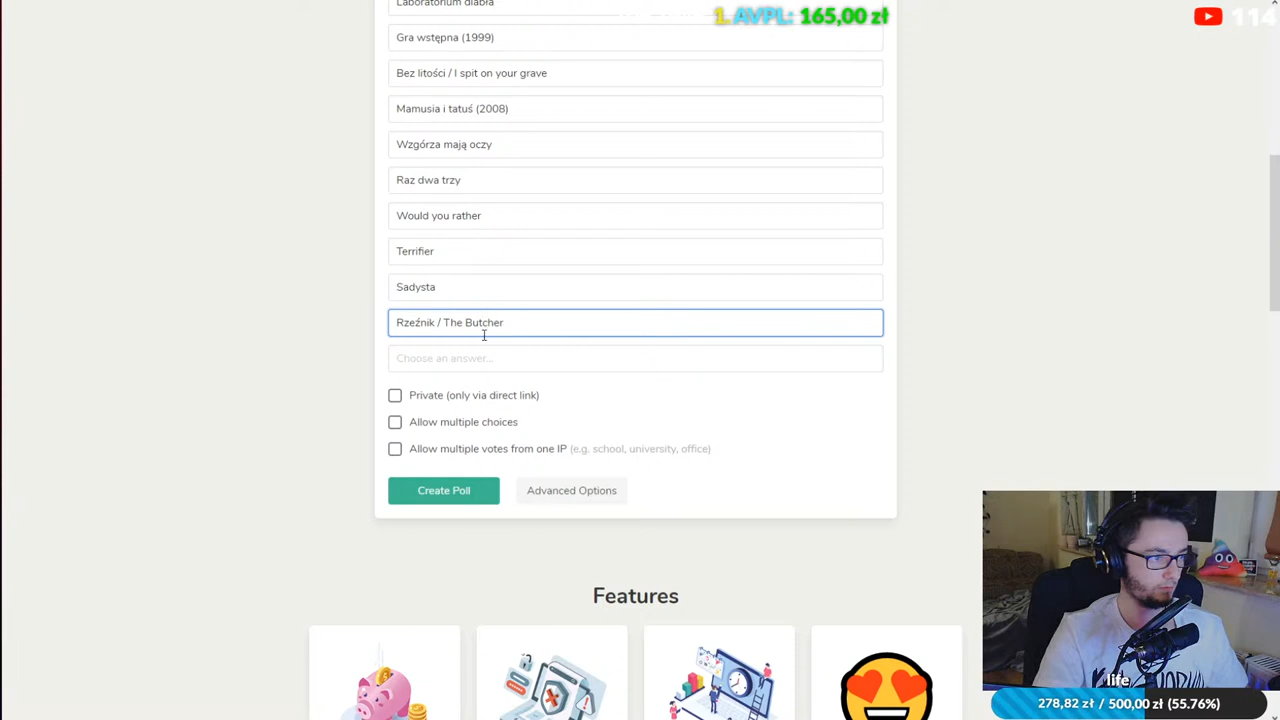 Laboratorium diabła
1. AVPL: 165,00 zł
114
Gra wstępna (1999)
Bez litości / I spit on your grave
Mamusia i tatuś (2008)
Wzgórza mają oczy
Raz dwa trzy
Would you rather
Terrifier
Sadysta
Rzeźnik / The Butcher
Choose an answer...
Private (only via direct link)
Allow multiple choices
Allow multiple votes from one IP (e.g. school, university, office)
Create Poll
Advanced Options
Features
life
278,82 zł / 500,00 zł (55.76%)